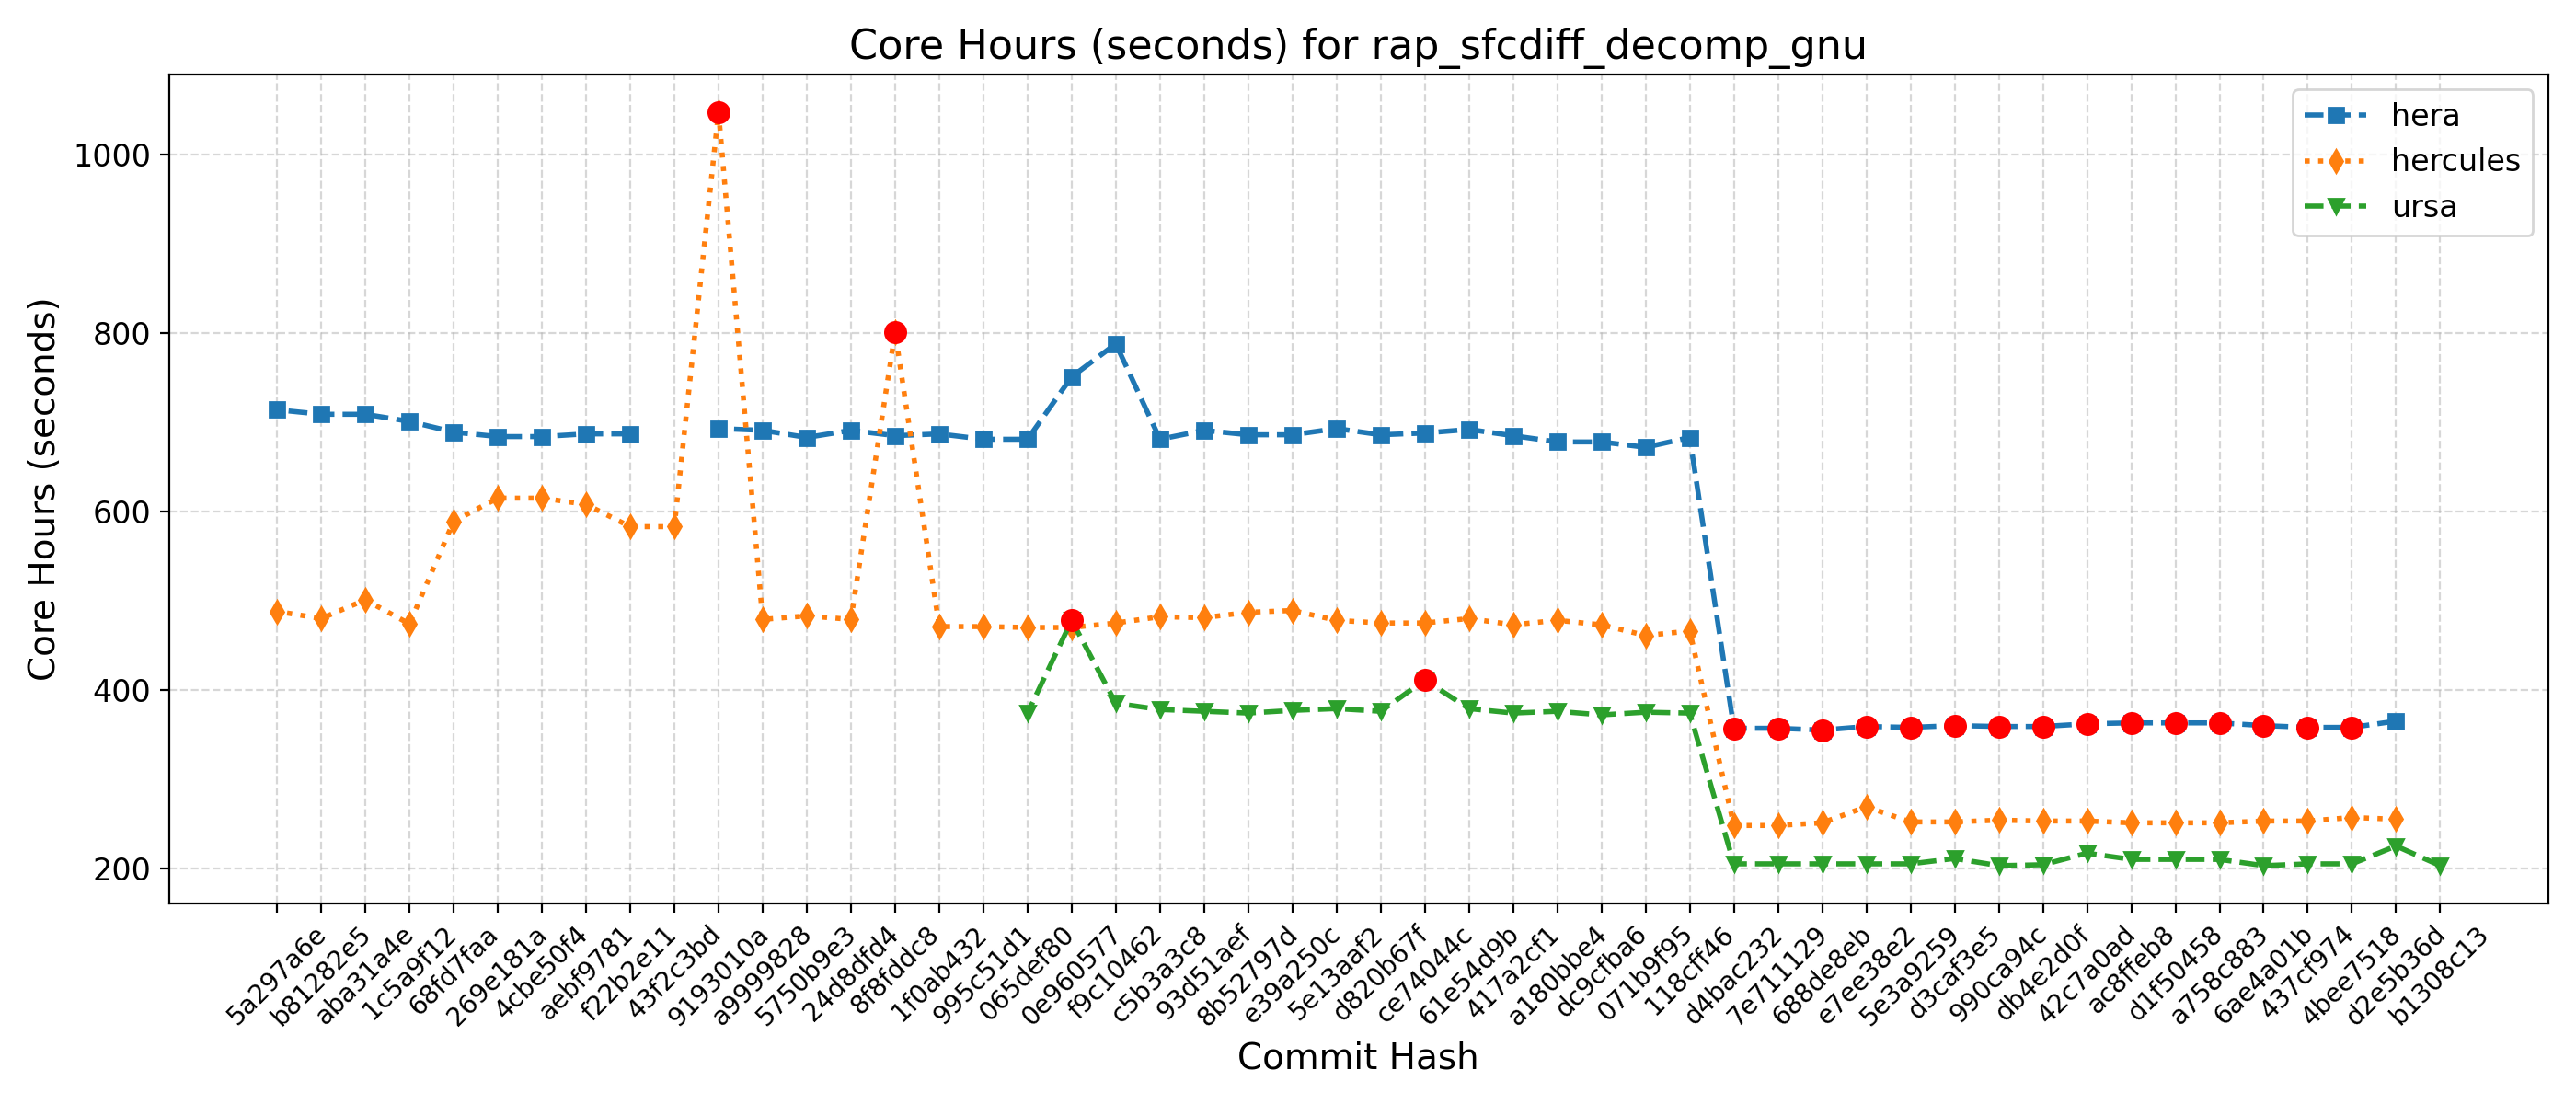 Core Hours (seconds) for rap_sfcdiff_decomp_gnu
hera
hercules
ursa
Core Hours (seconds)
1000
800
600
400
200
5a297a6e
b81282e5
aba31a4e
1c5a9f12
68fd7faa
269e181a
4cbe50f4
aebf9781
f22b2e11
43f2c3bd
9193010a
a9999828
5750b9e3
24d8dfd4
8f8fddc8
1f0ab432
995c51d1
065def80
0e960577
f9c10462
c5b3a3c8
93d51aef
8b52797d
e39a250c
5e13aaf2
d820b67f
ce74044c
61e54d9b
417a2cf1
a180bbe4
dc9cfba6
071b9f95
118cff46
d4bac232
7e711129
688de8eb
e7ee38e2
5e3a9259
d3caf3e5
990ca94c
db4e2d0f
42c7a0ad
ac8ffeb8
d1f50458
a758c883
6ae4a01b
437cf974
4bee7518
d2e5b36d
b1308c13
Commit Hash